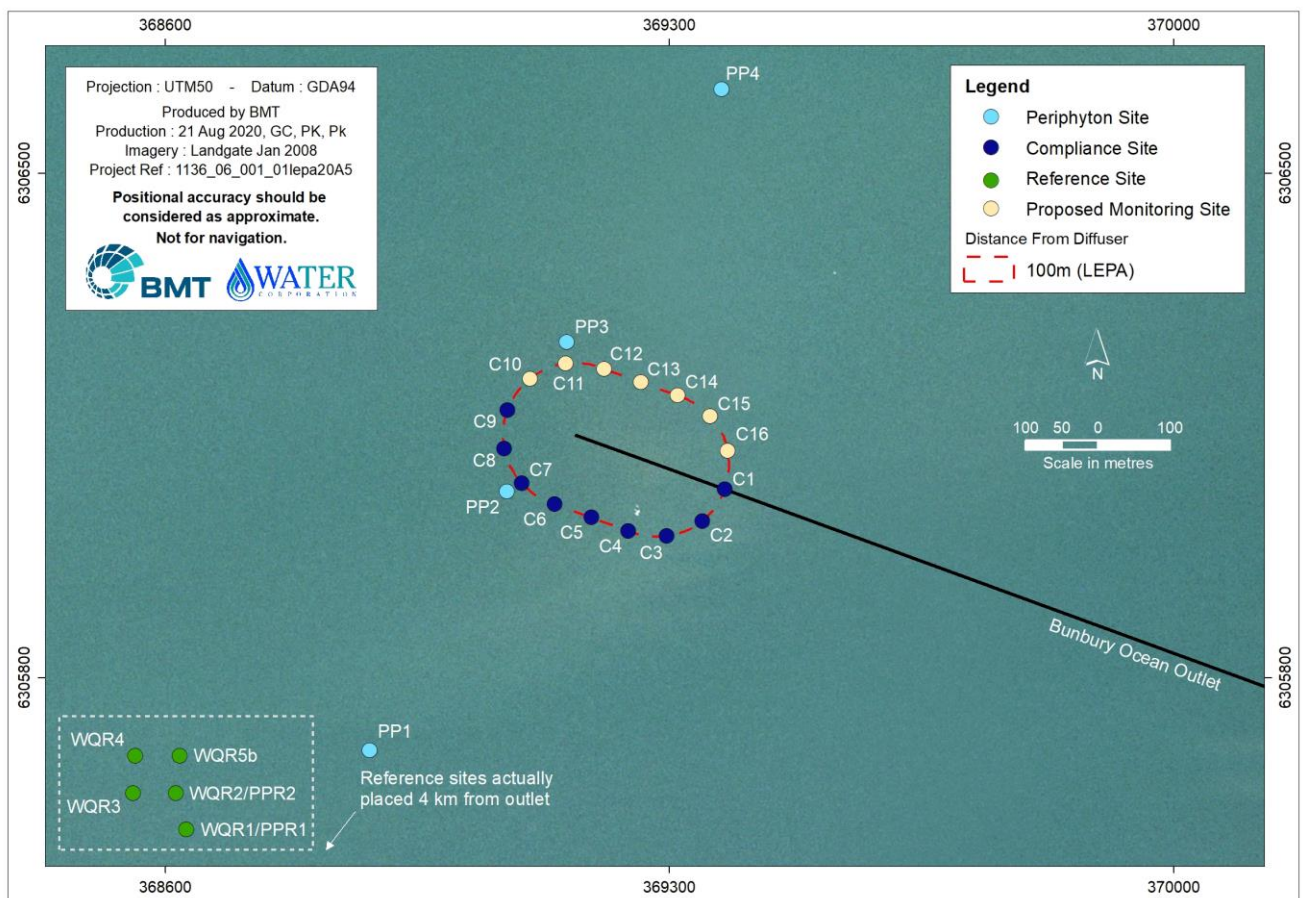 368600
369300
370000
Projection : UTM50 - Datum : GDA94
Produced by BMT
Production : 21 Aug 2020, GC, PK, Pk
Imagery : Landgate Jan 2008
Project Ref : 1136_06_001_01lepa20A5
Positional accuracy should be
considered as approximate.
Not for navigation.
BMT
WATER
CORPORATION
PP4
Legend
Periphyton Site
Compliance Site
Reference Site
Proposed Monitoring Site
Distance From Diffuser
100m (LEPA)
6306500
6306500
PP3
C10
C11
C12
C13
C14
C15
C16
C9
C8
C7
C1
PP2
C6
C5
C4
C3
C2
N
100 50 0 100
Scale in metres
Bunbury Ocean Outlet
6305800
6305800
PP1
WQR4
WQR5b
WQR3
WQR2/PPR2
WQR1/PPR1
Reference sites actually
placed 4 km from outlet
368600
369300
370000